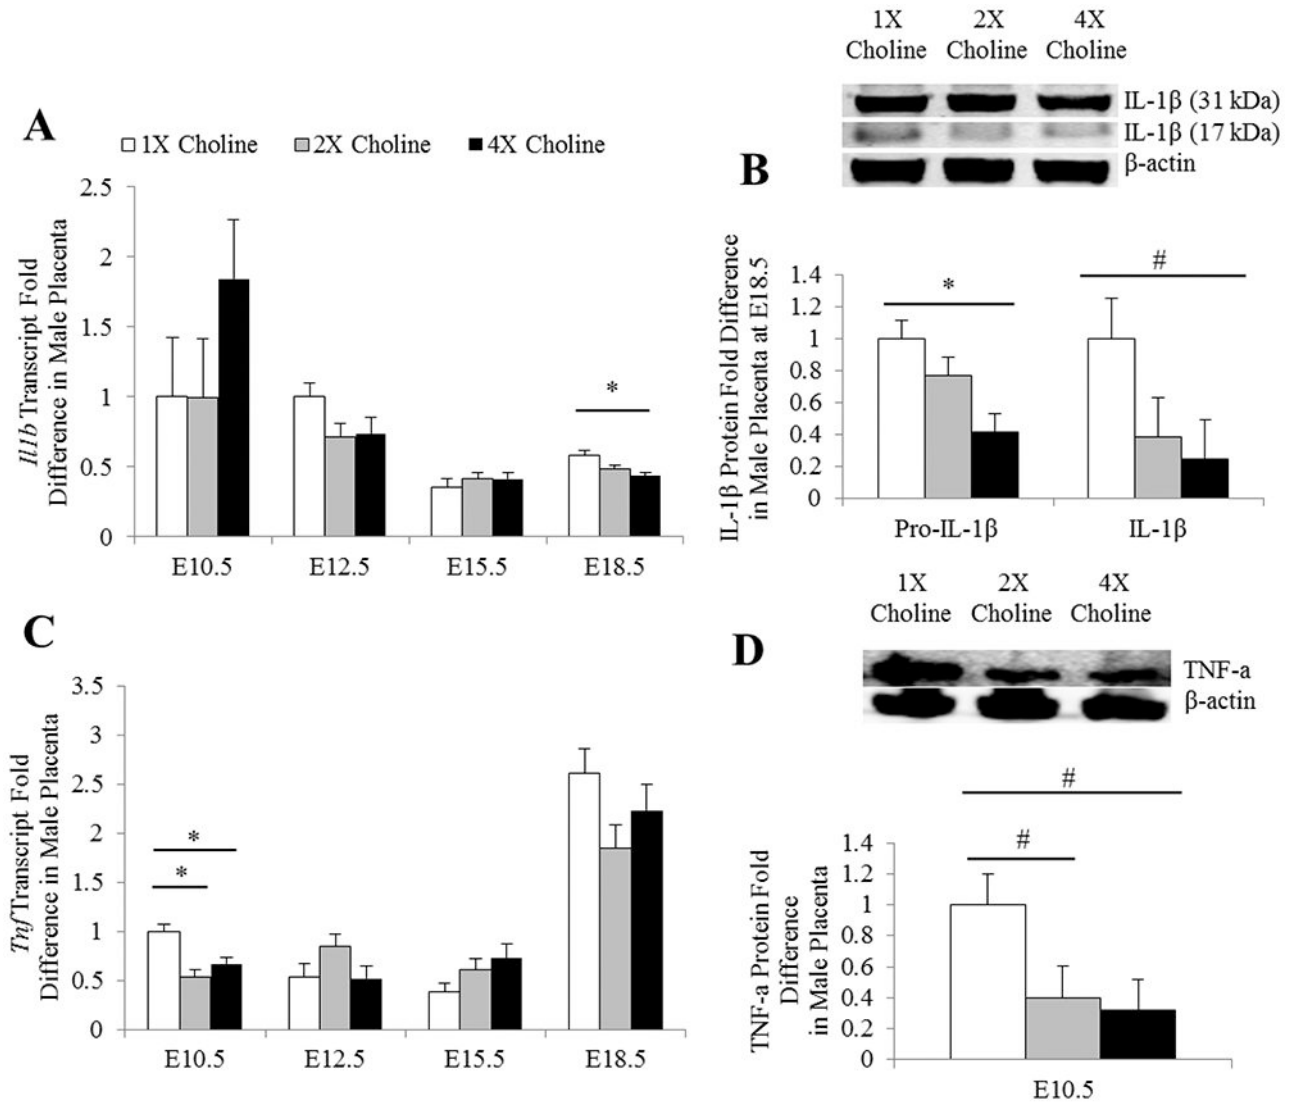 A
1X Choline 2X Choline 4X Choline
Il1b Transcript Fold
Difference in Male Placenta
2.5
2
1.5
1
0.5
0
*
E10.5 E12.5 E15.5 E18.5
1X 2X 4X
Choline Choline Choline
IL-1β (31 kDa)
IL-1β (17 kDa)
β-actin
B
IL-1β Protein Fold Difference
in Male Placenta at E18.5
1.4
1.2
1
0.8
0.6
0.4
0.2
0
* #
Pro-IL-1β IL-1β
C
Tnf Transcript Fold
Difference in Male Placenta
3.5
3
2.5
2
1.5
1
0.5
0
*
*
E10.5 E12.5 E15.5 E18.5
1X 2X 4X
Choline Choline Choline
D
TNF-a
β-actin
#
#
TNF-a Protein Fold
Difference
in Male Placenta
1.4
1.2
1
0.8
0.6
0.4
0.2
0
E10.5